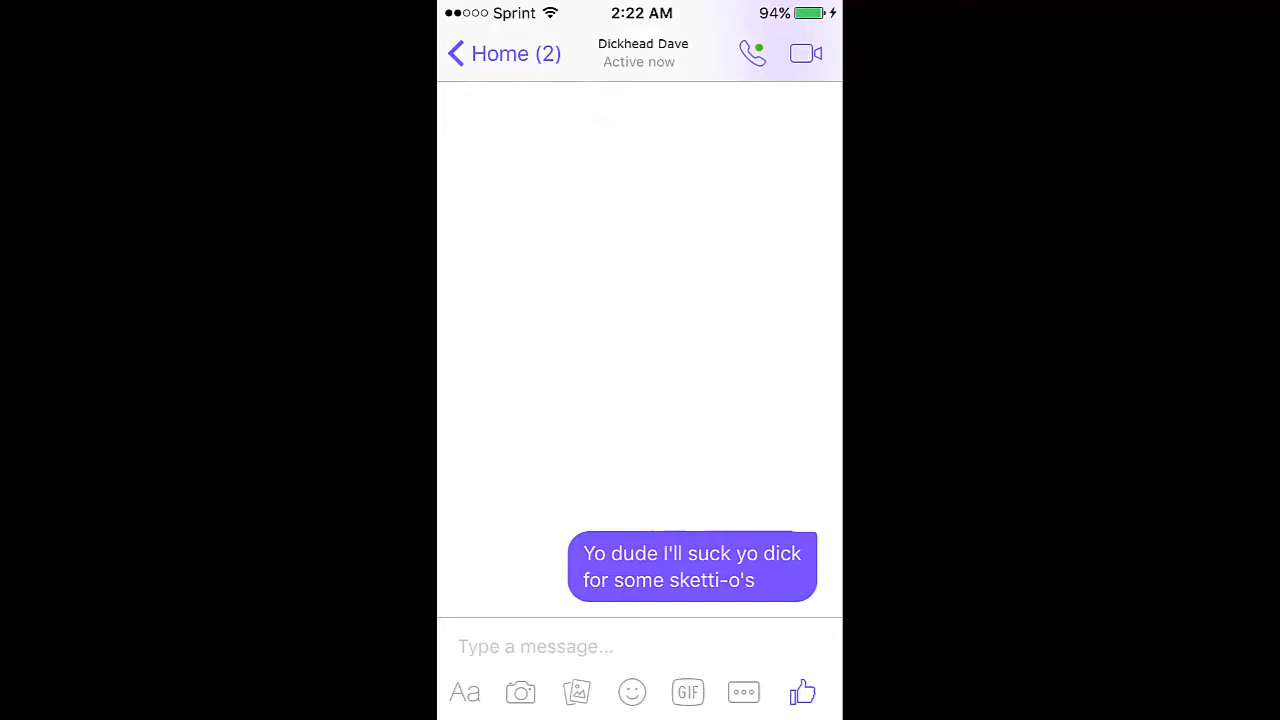 Sprint 2:22 AM 94%
Home (2) Dickhead Dave
Active now
Yo dude I'll suck yo dick
for some sketti-o's
Type a message...
Aa GIF